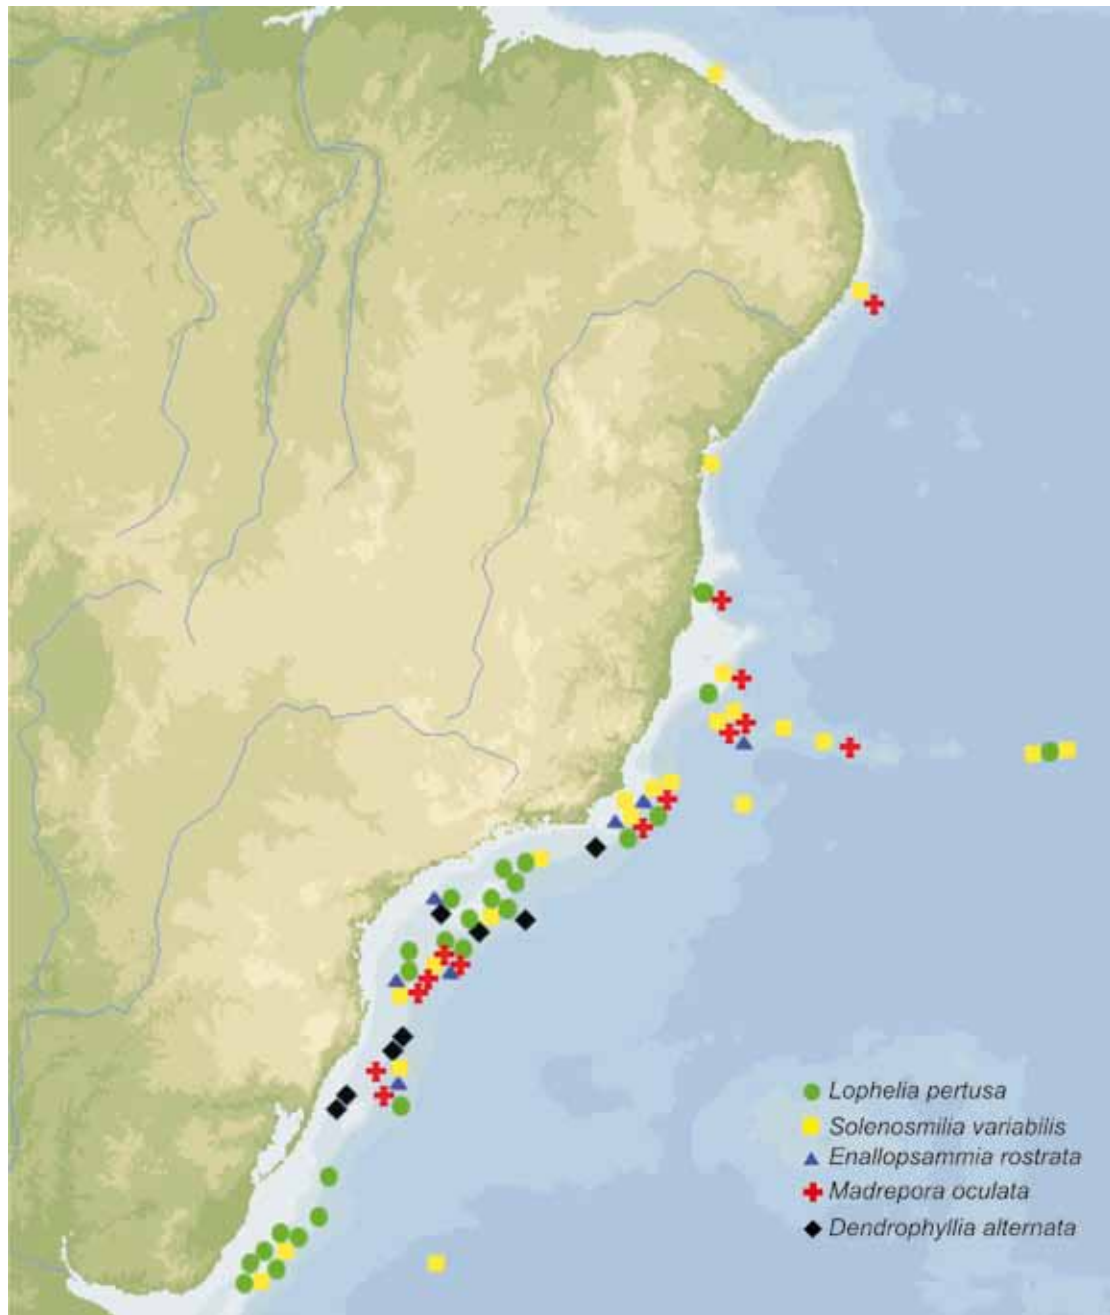 Lophelia pertusa
Solenosmilia variabilis
Enallopsammia rostrata
Madrepora oculata
Dendrophyllia alternata